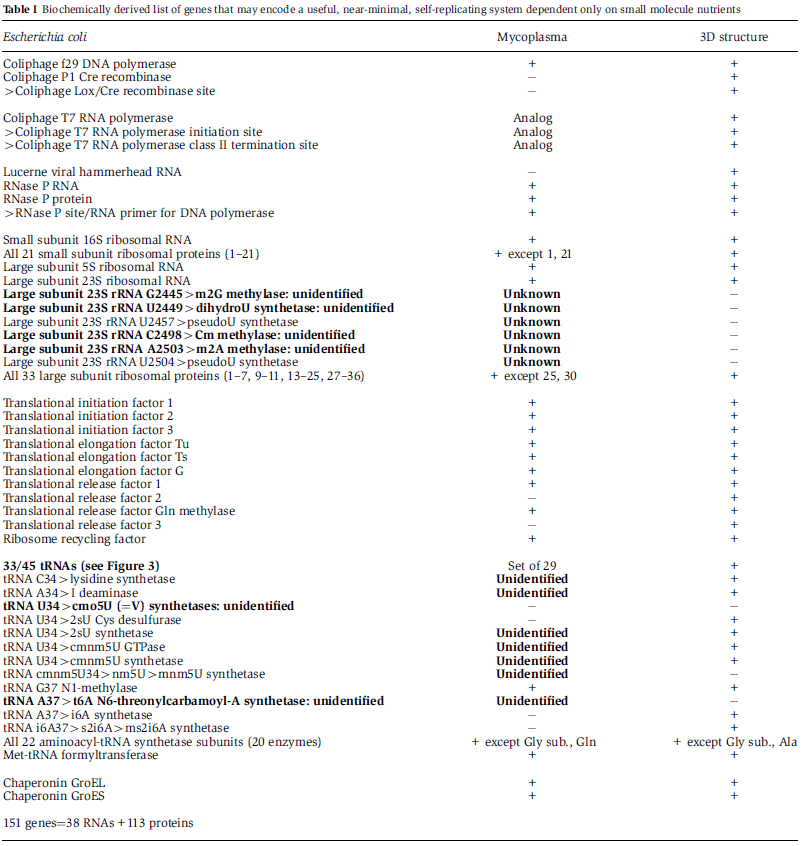 Table I Biochemically derived list of genes that may encode a useful, near-minimal, self-replicating system dependent only on small molecule nutrients
Escherichia coli Mycoplasma 3D structure
Coliphage f29 DNA polymerase + +
Coliphage P1 Cre recombinase − +
>Coliphage Lox/Cre recombinase site − +
Coliphage T7 RNA polymerase Analog +
>Coliphage T7 RNA polymerase initiation site Analog +
>Coliphage T7 RNA polymerase class II termination site Analog +
Lucerne viral hammerhead RNA − +
RNase P RNA + +
RNase P protein + +
>RNase P site/RNA primer for DNA polymerase + +
Small subunit 16S ribosomal RNA + +
All 21 small subunit ribosomal proteins (1–21) + except 1, 21 +
Large subunit 5S ribosomal RNA + +
Large subunit 23S ribosomal RNA + +
Large subunit 23S rRNA G2445>m2G methylase: unidentified Unknown −
Large subunit 23S rRNA U2449>dihydroU synthetase: unidentified Unknown −
Large subunit 23S rRNA U2457>pseudoU synthetase Unknown −
Large subunit 23S rRNA C2498>Cm methylase: unidentified Unknown −
Large subunit 23S rRNA A2503>m2A methylase: unidentified Unknown −
Large subunit 23S rRNA U2504>pseudoU synthetase Unknown −
All 33 large subunit ribosomal proteins (1–7, 9–11, 13–25, 27–36) + except 25, 30 +
Translational initiation factor 1 + +
Translational initiation factor 2 + +
Translational initiation factor 3 + +
Translational elongation factor Tu + +
Translational elongation factor Ts + +
Translational elongation factor G + +
Translational release factor 1 + +
Translational release factor 2 − +
Translational release factor Gln methylase + +
Translational release factor 3 − +
Ribosome recycling factor + +
33/45 tRNAs (see Figure 3) Set of 29 +
tRNA C34>lysidine synthetase Unidentified +
tRNA A34>I deaminase Unidentified +
tRNA U34>cmo5U (=V) synthetases: unidentified − −
tRNA U34>2sU Cys desulfurase − +
tRNA U34>2sU synthetase Unidentified +
tRNA U34>cmnm5U GTPase Unidentified +
tRNA U34>cmnm5U synthetase Unidentified +
tRNA cmnm5U34>nm5U>mnm5U synthetase Unidentified −
tRNA G37 N1-methylase + +
tRNA A37>t6A N6-threonylcarbamoyl-A synthetase: unidentified Unidentified −
tRNA A37>i6A synthetase − +
tRNA i6A37>s2i6A>ms2i6A synthetase − +
All 22 aminoacyl-tRNA synthetase subunits (20 enzymes) + except Gly sub., Gln + except Gly sub., Ala
Met-tRNA formyltransferase + +
Chaperonin GroEL + +
Chaperonin GroES + +
151 genes=38 RNAs+113 proteins